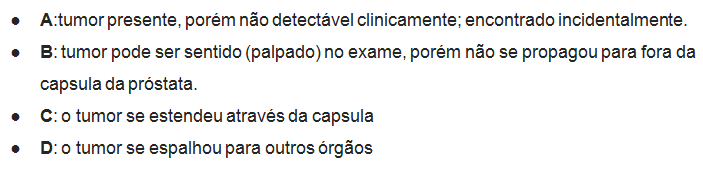 ● A:tumor presente, porém não detectável clinicamente; encontrado incidentalmente.
● B: tumor pode ser sentido (palpado) no exame, porém não se propagou para fora da
capsula da próstata.
● C: o tumor se estendeu através da capsula
● D: o tumor se espalhou para outros órgãos